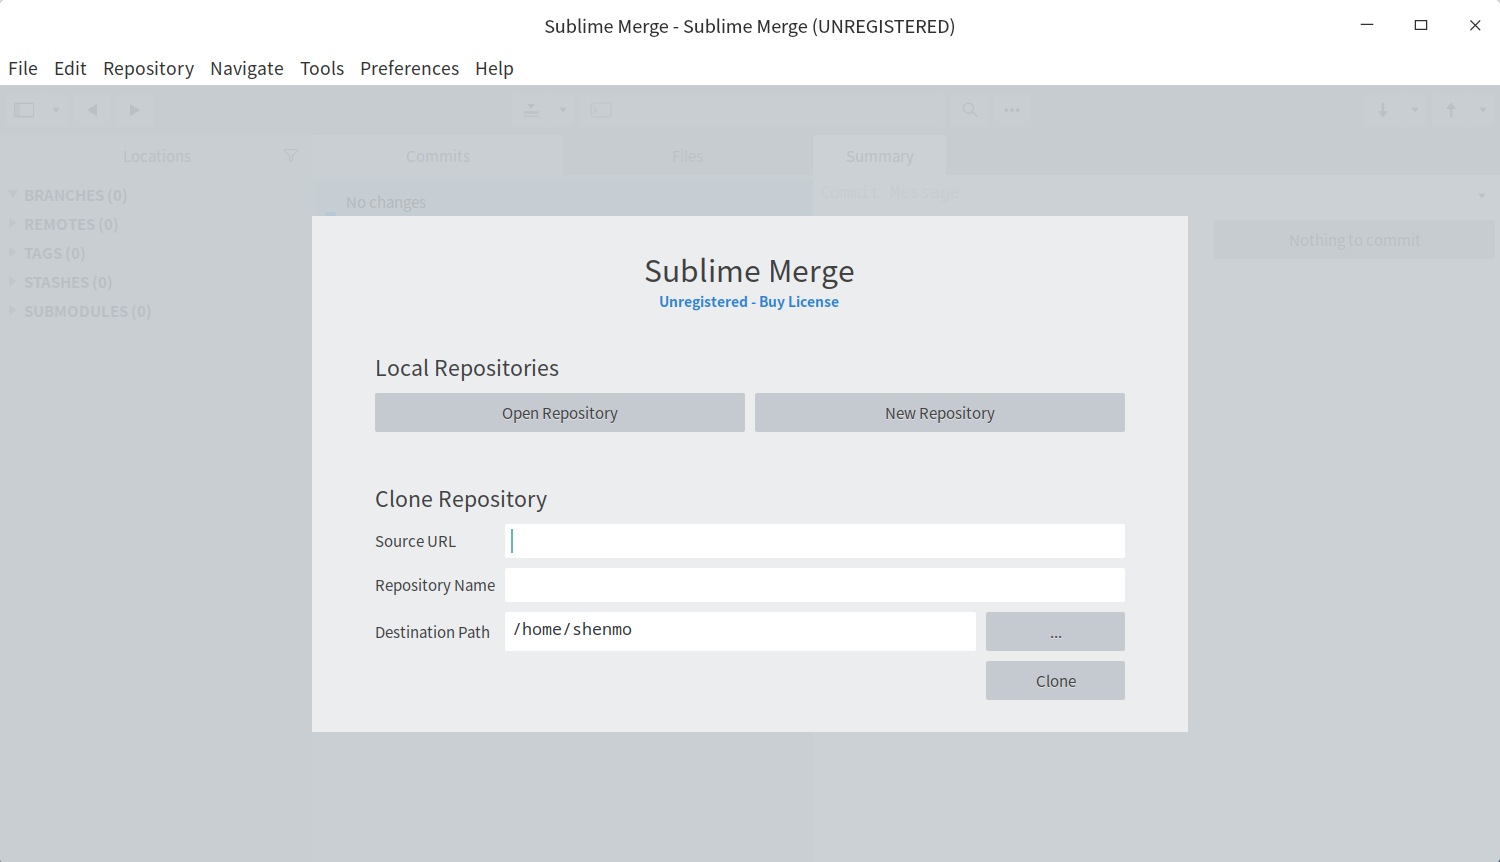 Sublime Merge - Sublime Merge (UNREGISTERED)
File Edit Repository Navigate Tools Preferences Help
Locations
Commits
Files
Summary
BRANCHES (0)
REMOTES (0)
TAGS (0)
STASHES (0)
SUBMODULES (0)
No changes
Commit Message
Nothing to commit
Sublime Merge
Unregistered - Buy License
Local Repositories
Open Repository
New Repository
Clone Repository
Source URL
Repository Name
Destination Path
/home/shenmo
...
Clone